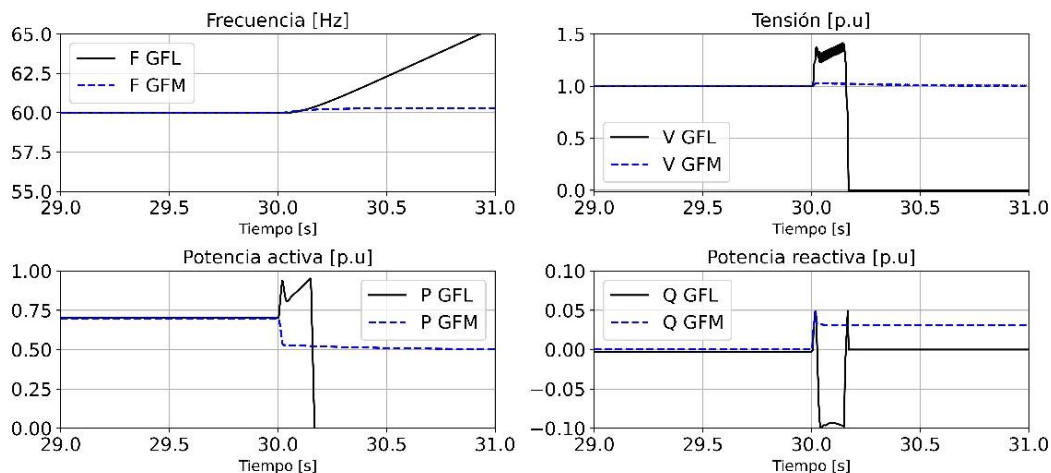 Frecuencia [Hz]
65.0
62.5
60.0
57.5
55.0
F GFL
F GFM
29.0 29.5 30.0 30.5 31.0
Tiempo [s]
Tensión [p.u]
1.5
1.0
0.5
0.0
V GFL
V GFM
29.0 29.5 30.0 30.5 31.0
Tiempo [s]
Potencia activa [p.u]
1.00
0.75
0.50
0.25
0.00
P GFL
P GFM
29.0 29.5 30.0 30.5 31.0
Tiempo [s]
Potencia reactiva [p.u]
0.10
0.05
0.00
−0.05
−0.10
Q GFL
Q GFM
29.0 29.5 30.0 30.5 31.0
Tiempo [s]